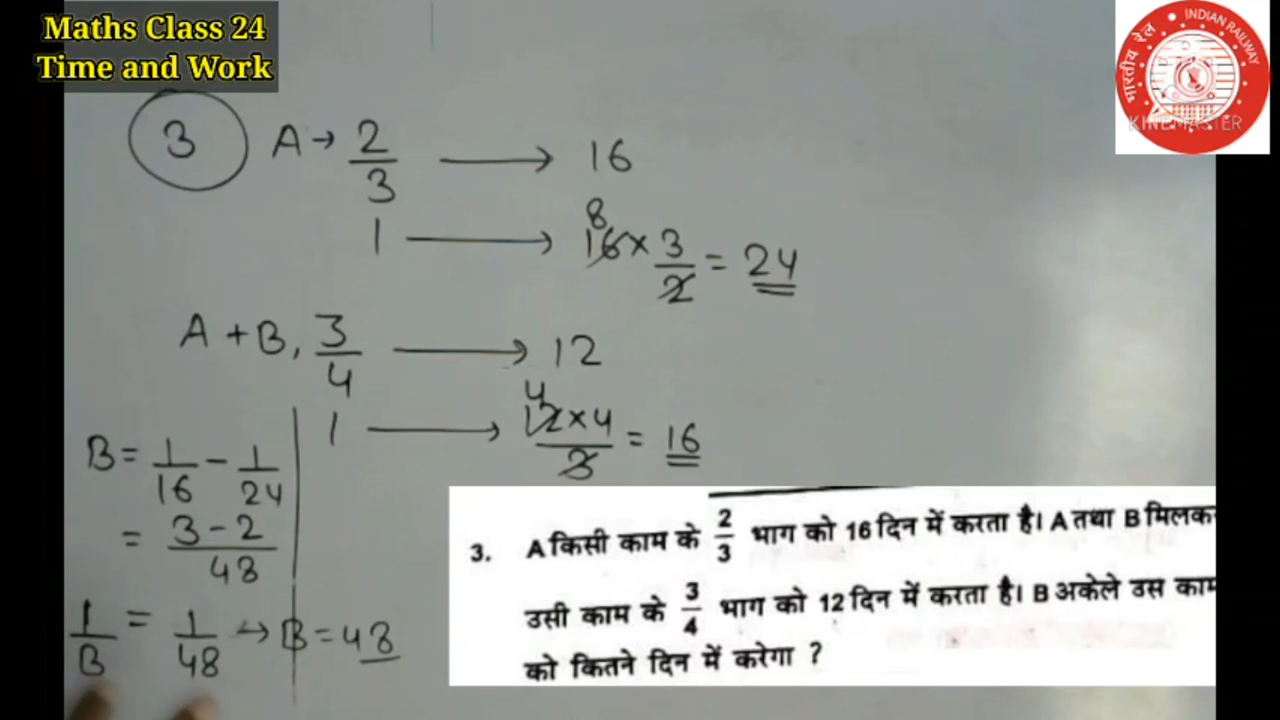 Maths Class 24
Time and Work
भारतीय रेल INDIAN RAILWAY
KINEMASTER
3 A → 2/3 ⟶ 16
1 ⟶ 16 8 × 3/2 = 24
A + B, 3/4 ⟶ 12
1 ⟶ 12 4 × 4/3 = 16
B = 1/16 - 1/24
= 3 - 2/48
1/B = 1/48 → B = 48
3. A किसी काम के 2/3 भाग को 16 दिन में करता है। A तथा B मिलक
उसी काम के 3/4 भाग को 12 दिन में करता है। B अकेले उस काम
को कितने दिन में करेगा ?